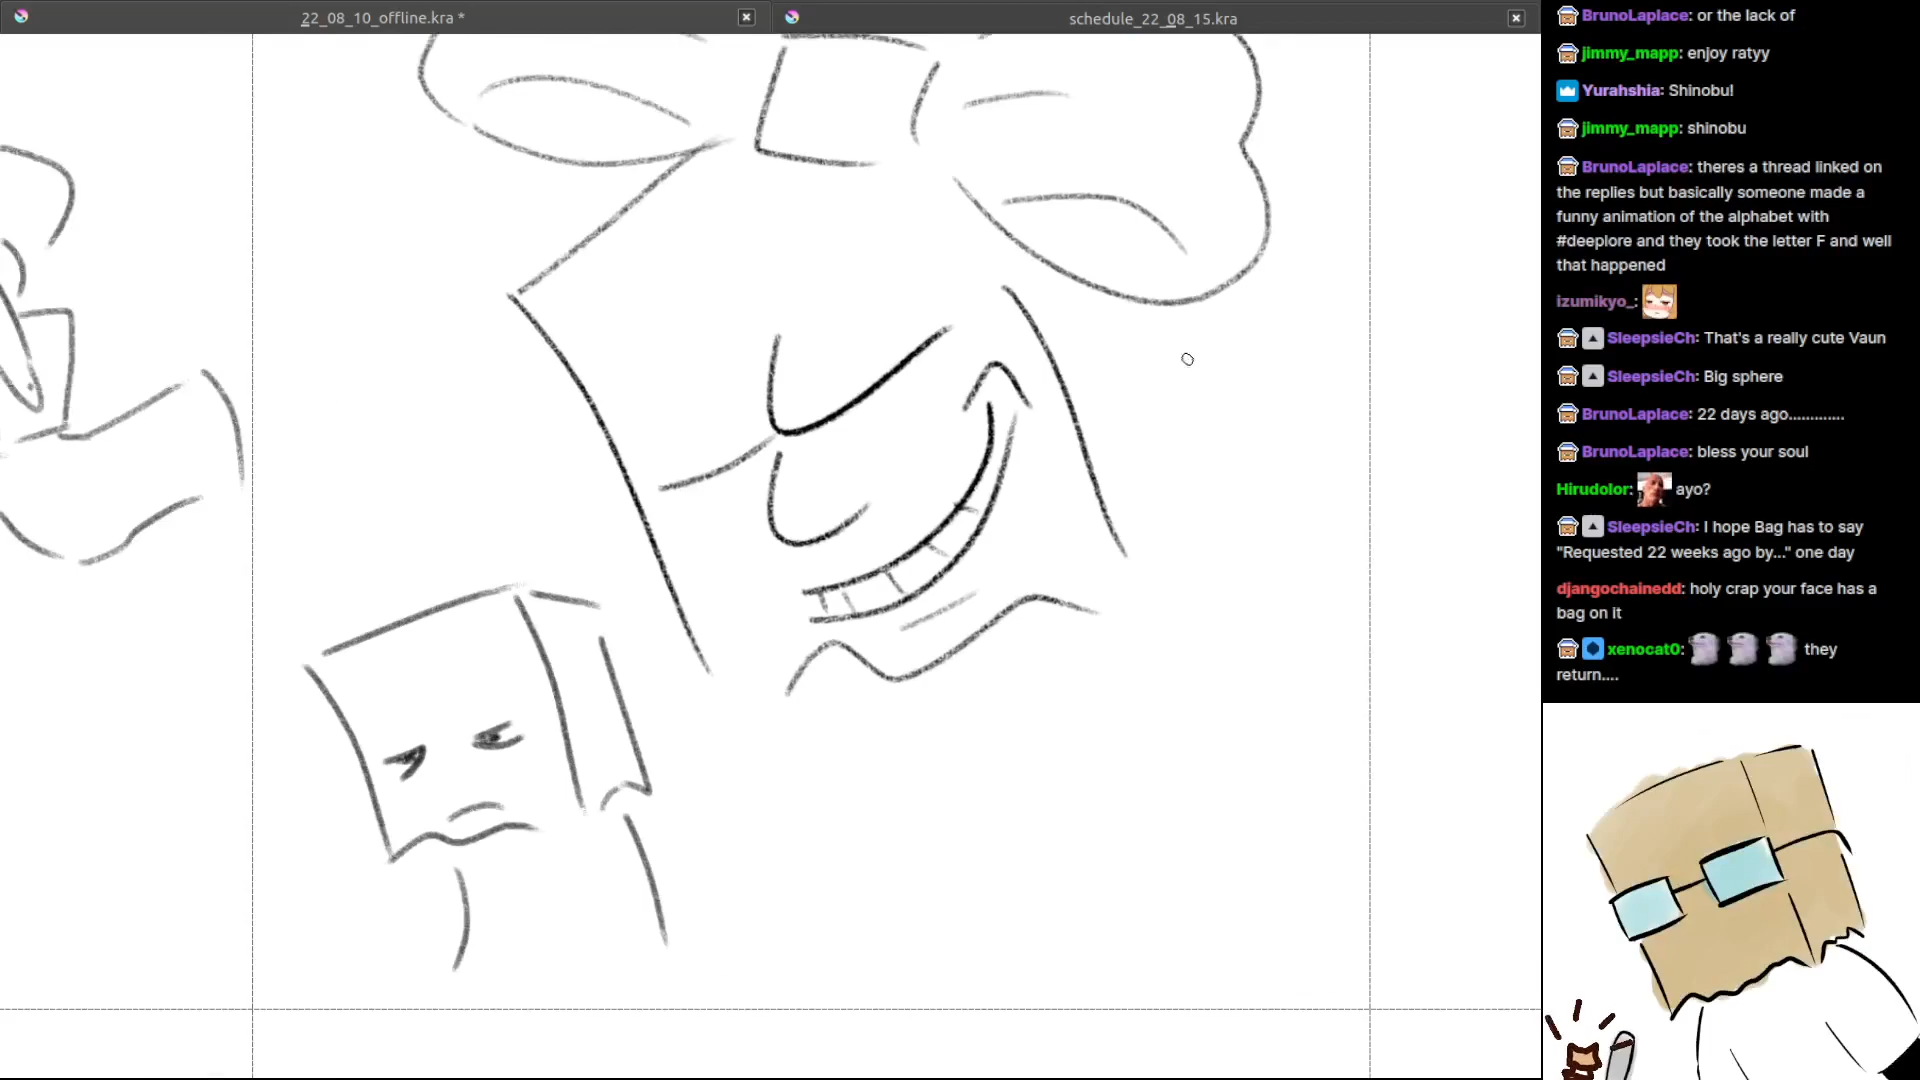 22_08_10_offline.kra *
schedule_22_08_15.kra
BrunoLaplace: or the lack of
jimmy_mapp: enjoy ratyy
Yurahshia: Shinobu!
jimmy_mapp: shinobu
BrunoLaplace: theres a thread linked on
the replies but basically someone made a
funny animation of the alphabet with
#deeplore and they took the letter F and well
that happened
izumikyo_:
SleepsieCh: That's a really cute Vaun
SleepsieCh: Big sphere
BrunoLaplace: 22 days ago.............
BrunoLaplace: bless your soul
Hirudolor: ayo?
SleepsieCh: I hope Bag has to say
"Requested 22 weeks ago by..." one day
djangochainedd: holy crap your face has a
bag on it
xenocat0: they
return....